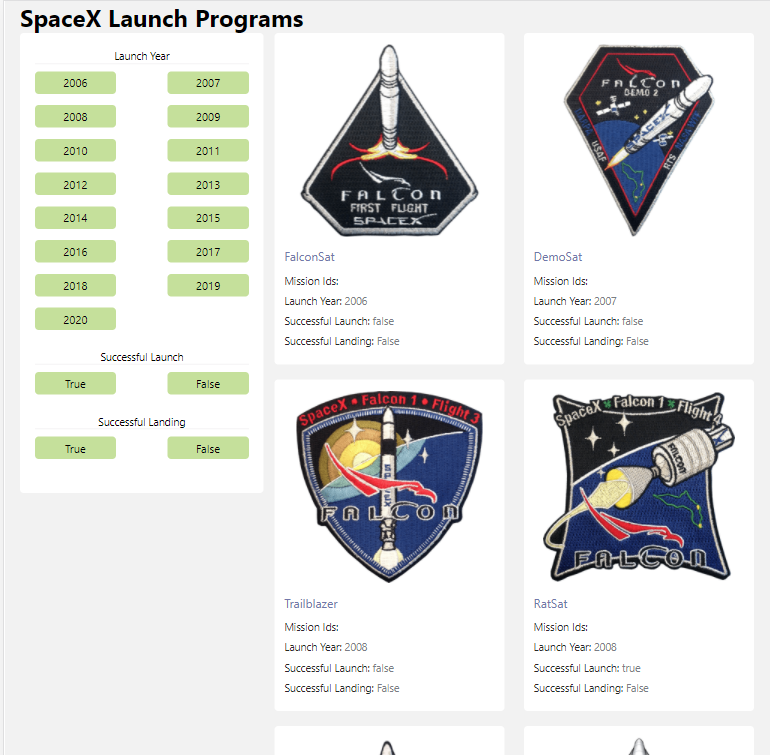 SpaceX Launch Programs
Launch Year
2006 2007
2008 2009
2010 2011
2012 2013
2014 2015
2016 2017
2018 2019
2020
Successful Launch
True False
Successful Landing
True False
FALCON
FIRST FLIGHT
SPACEX
FalconSat
Mission Ids:
Launch Year: 2006
Successful Launch: false
Successful Landing: False
FALCON
DEMO 2
SPACEX
USAF
RTS
DemoSat
Mission Ids:
Launch Year: 2007
Successful Launch: false
Successful Landing: False
SpaceX • Falcon 1 • Flight 3
SPACEX
FALCON
Trailblazer
Mission Ids:
Launch Year: 2008
Successful Launch: false
Successful Landing: False
SpaceX Falcon 1 Flight 4
FALCON
FALCON
RatSat
Mission Ids:
Launch Year: 2008
Successful Launch: true
Successful Landing: False